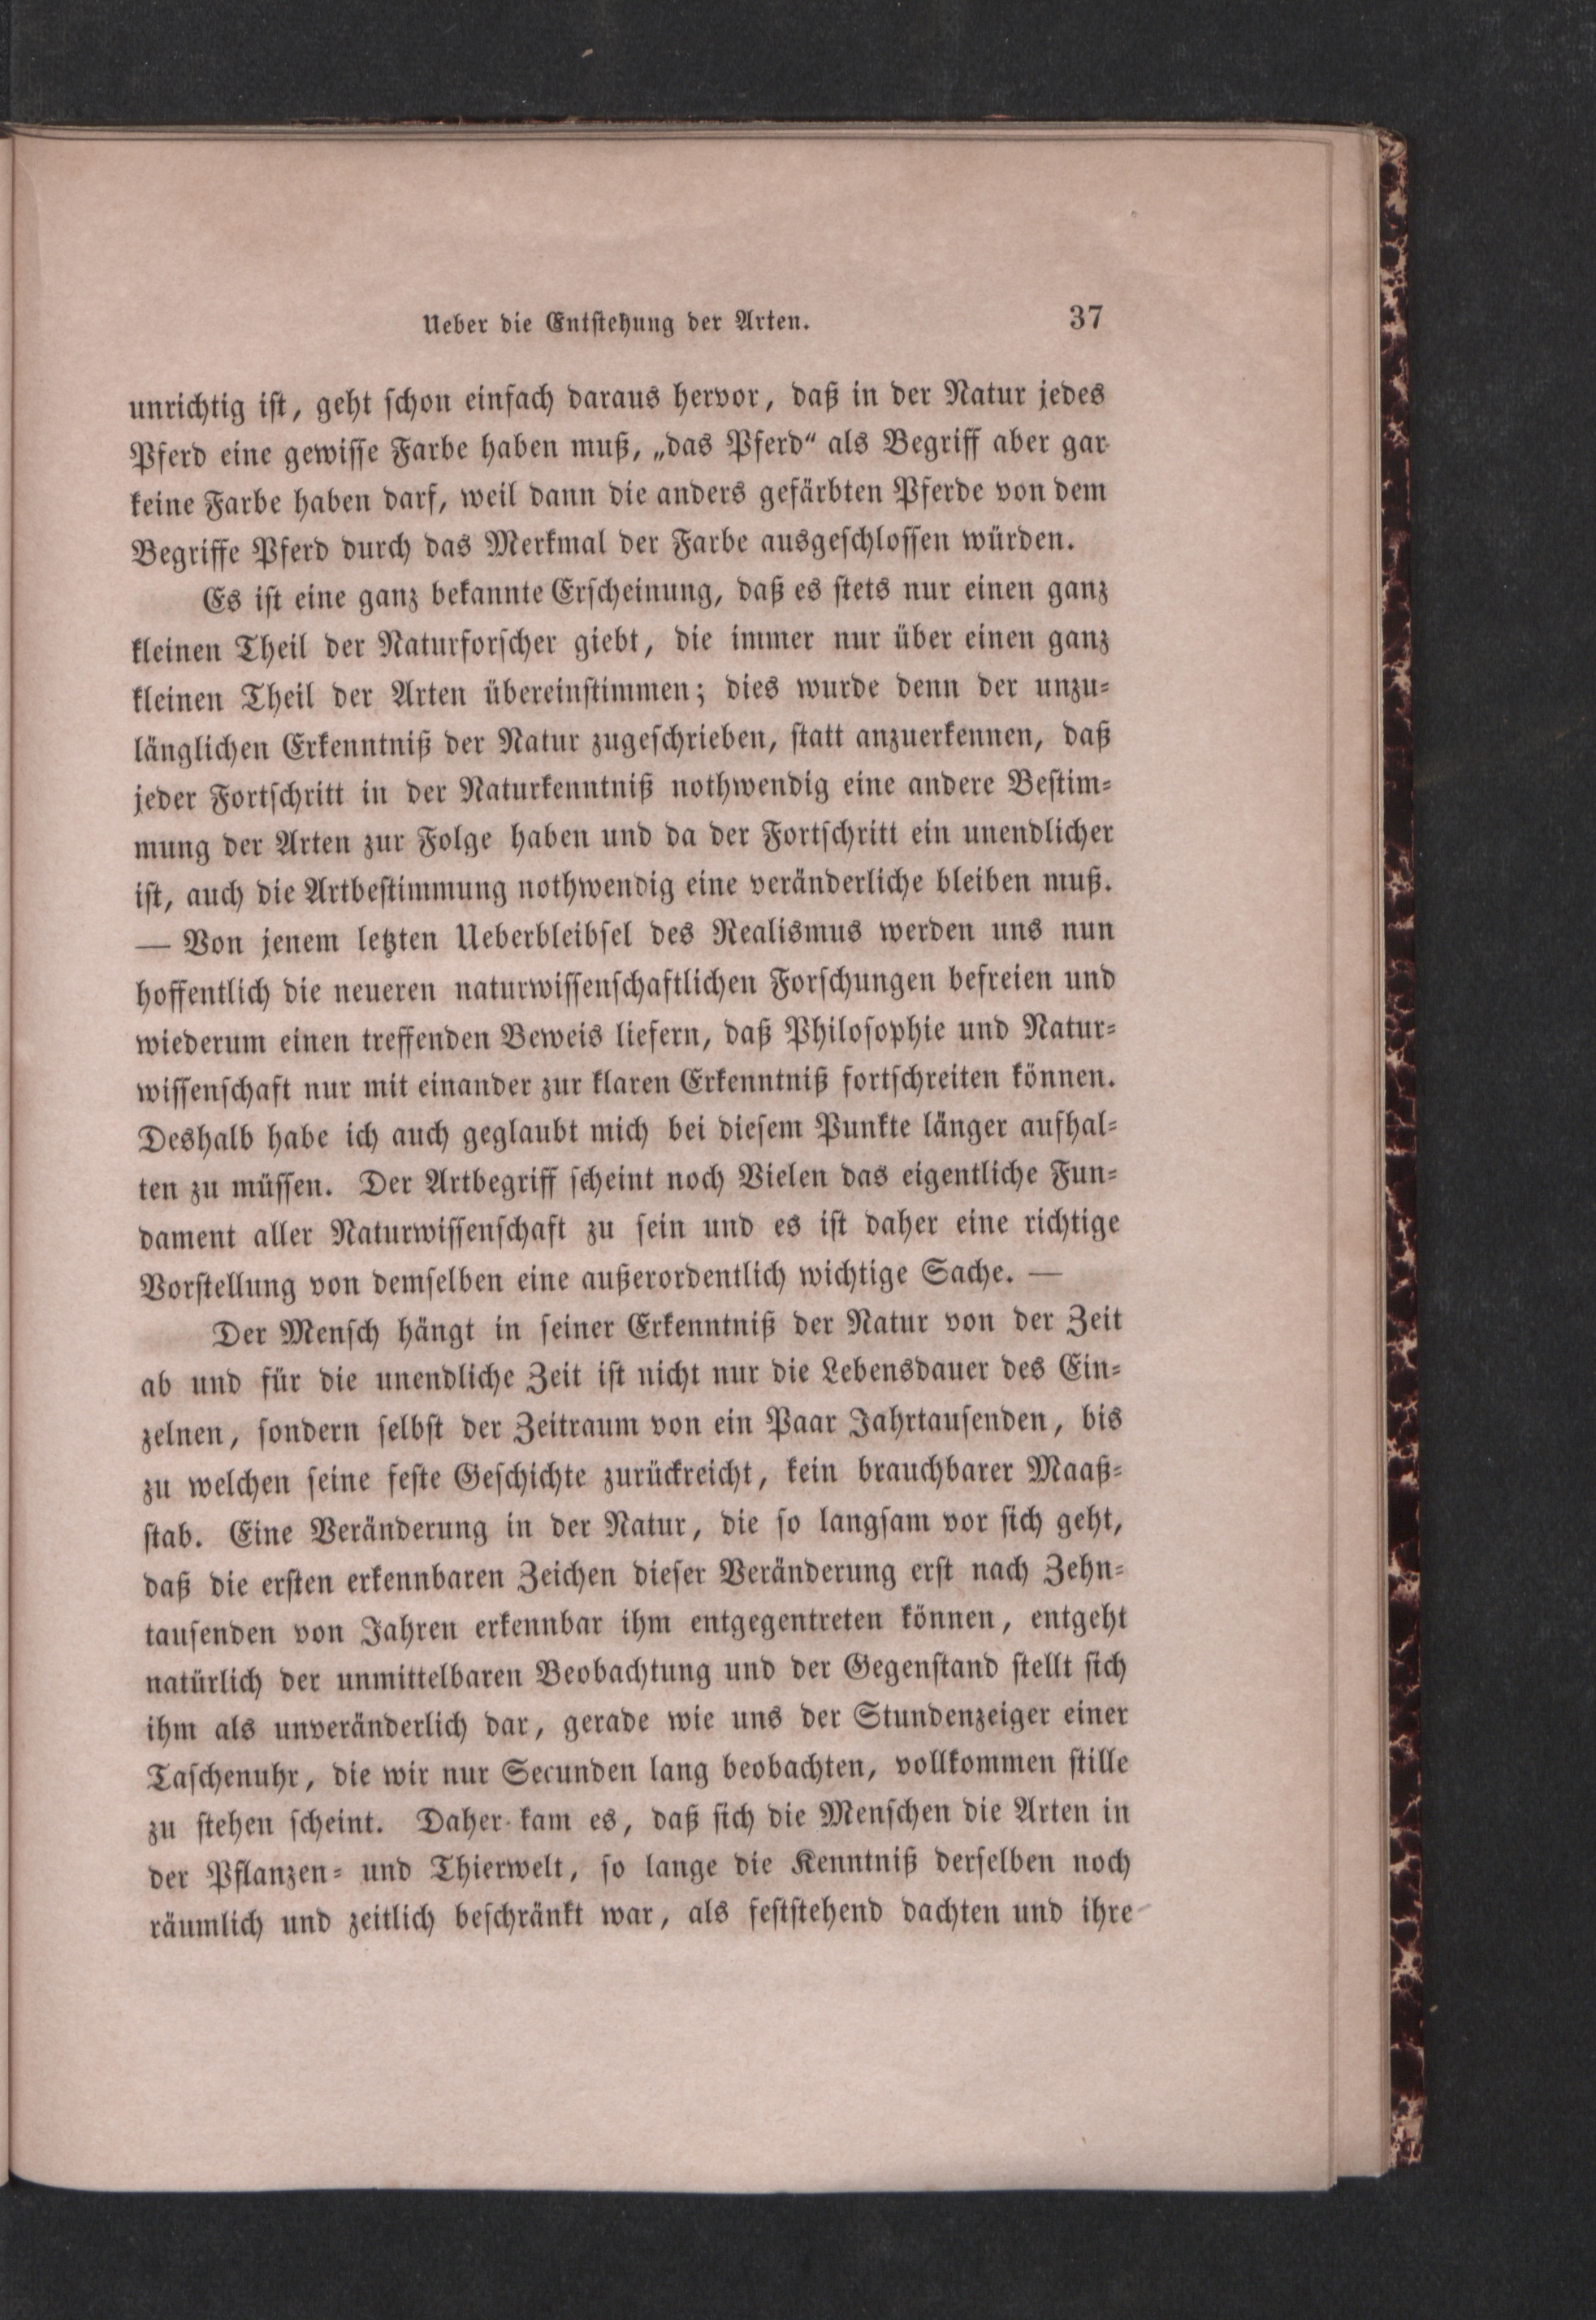 Ueber die Entstehung der Arten. 37
unrichtig ist, geht schon einfach daraus hervor, daß in der Natur jedes
Pferd eine gewisse Farbe haben muß, „das Pferd“ als Begriff aber gar
keine Farbe haben darf, weil dann die anders gefärbten Pferde von dem
Begriffe Pferd durch das Merkmal der Farbe ausgeschlossen würden.
Es ist eine ganz bekannte Erscheinung, daß es stets nur einen ganz
kleinen Theil der Naturforscher giebt, die immer nur über einen ganz
kleinen Theil der Arten übereinstimmen; dies wurde denn der unzu-
länglichen Erkenntniß der Natur zugeschrieben, statt anzuerkennen, daß
jeder Fortschritt in der Naturkenntniß nothwendig eine andere Bestim-
mung der Arten zur Folge haben und da der Fortschritt ein unendlicher
ist, auch die Artbestimmung nothwendig eine veränderliche bleiben muß.
— Von jenem letzten Ueberbleibsel des Realismus werden uns nun
hoffentlich die neueren naturwissenschaftlichen Forschungen befreien und
wiederum einen treffenden Beweis liefern, daß Philosophie und Natur-
wissenschaft nur mit einander zur klaren Erkenntniß fortschreiten können.
Deshalb habe ich auch geglaubt mich bei diesem Punkte länger aufhal-
ten zu müssen. Der Artbegriff scheint noch Vielen das eigentliche Fun-
dament aller Naturwissenschaft zu sein und es ist daher eine richtige
Vorstellung von demselben eine außerordentlich wichtige Sache. —
Der Mensch hängt in seiner Erkenntniß der Natur von der Zeit
ab und für die unendliche Zeit ist nicht nur die Lebensdauer des Ein-
zelnen, sondern selbst der Zeitraum von ein Paar Jahrtausenden, bis
zu welchen seine feste Geschichte zurückreicht, kein brauchbarer Maaß-
stab. Eine Veränderung in der Natur, die so langsam vor sich geht,
daß die ersten erkennbaren Zeichen dieser Veränderung erst nach Zehn-
tausenden von Jahren erkennbar ihm entgegentreten können, entgeht
natürlich der unmittelbaren Beobachtung und der Gegenstand stellt sich
ihm als unveränderlich dar, gerade wie uns der Stundenzeiger einer
Taschenuhr, die wir nur Secunden lang beobachten, vollkommen stille
zu stehen scheint. Daher kam es, daß sich die Menschen die Arten in
der Pflanzen- und Thierwelt, so lange die Kenntniß derselben noch
räumlich und zeitlich beschränkt war, als feststehend dachten und ihre